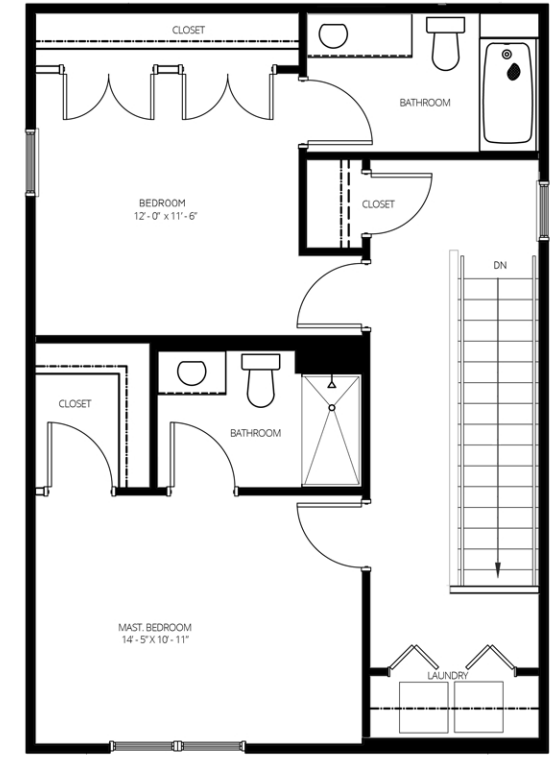 CLOSET
BATHROOM
BEDROOM
12' - 0" x 11' - 6"
CLOSET
DN
CLOSET
BATHROOM
MAST. BEDROOM
14' - 5" X 10' - 11"
LAUNDRY